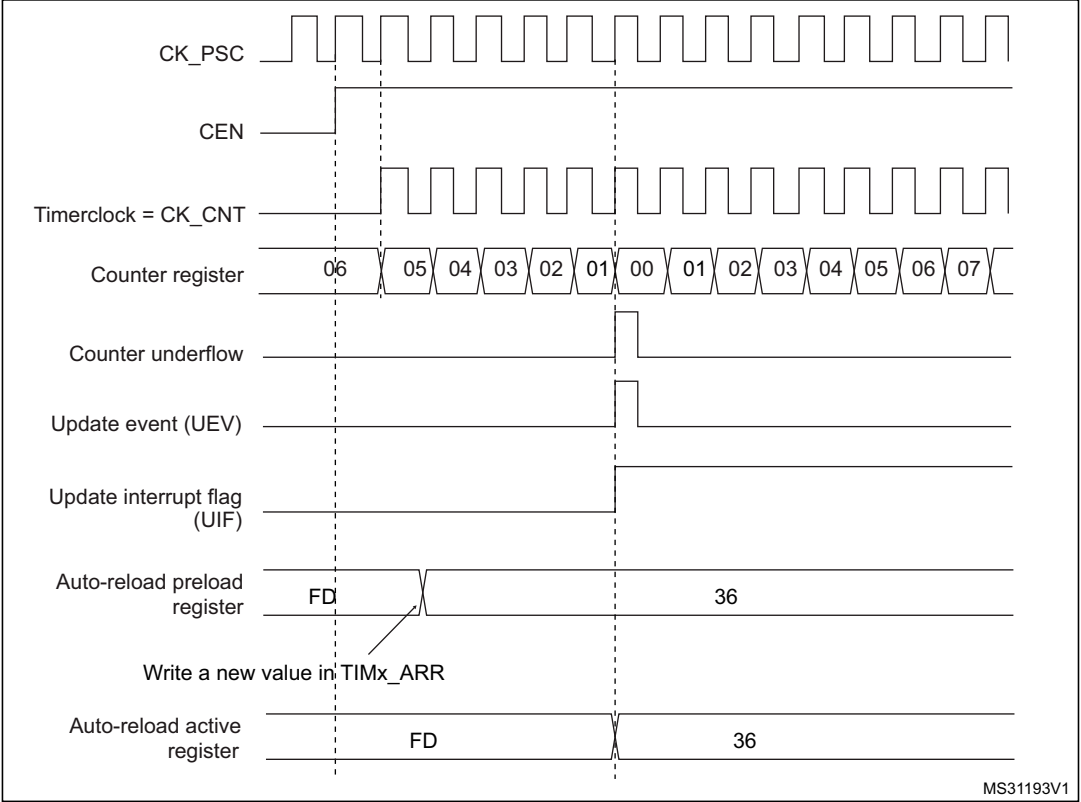 CK_PSC
CEN
Timerclock = CK_CNT
Counter register
06 05 04 03 02 01 00 01 02 03 04 05 06 07
Counter underflow
Update event (UEV)
Update interrupt flag
(UIF)
Auto-reload preload
register
FD 36
Write a new value in TIMx_ARR
Auto-reload active
register
FD 36
MS31193V1